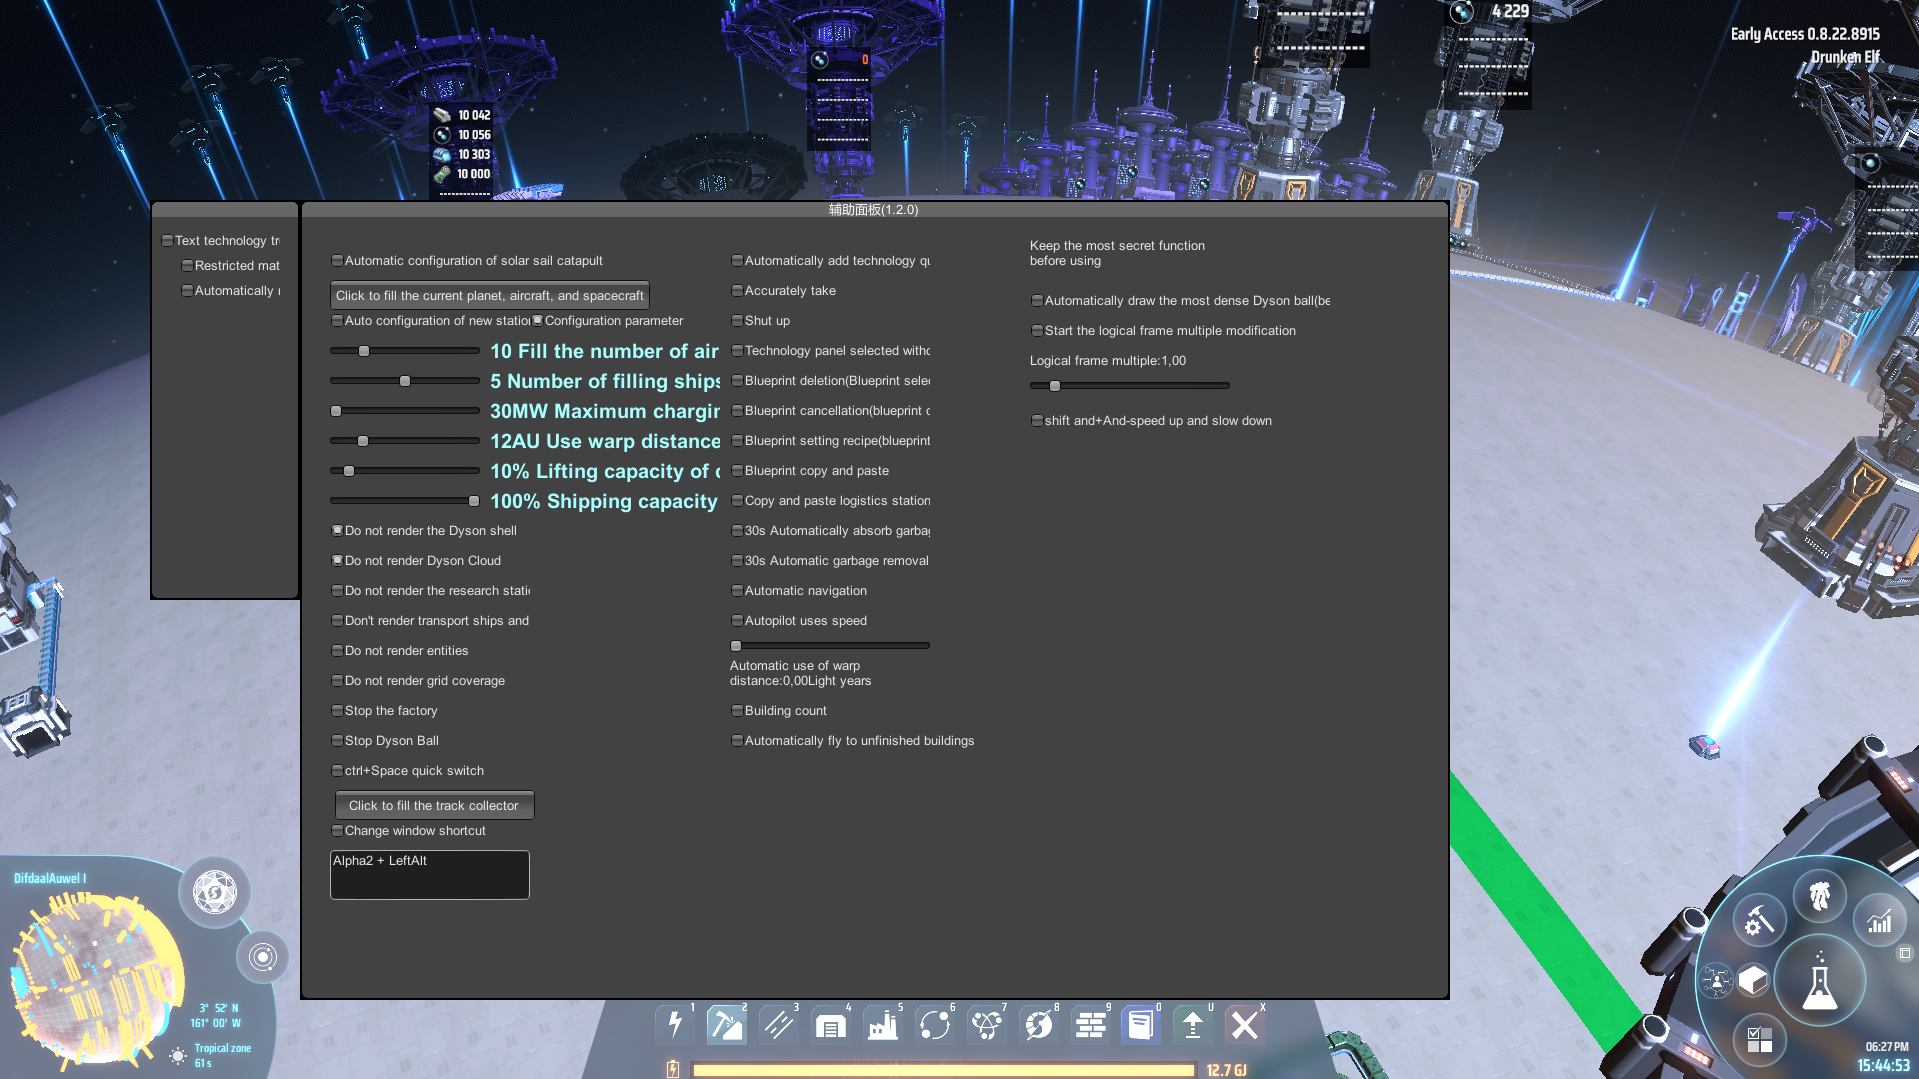 4 229
0
Early Access 0.8.22.8915
Drunken Elf
10 042
10 056
10 303
10 000
辅助面板(1.2.0)
Text technology tr
Restricted mat
Automatically
Automatic configuration of solar sail catapult
Click to fill the current planet, aircraft, and spacecraft
Auto configuration of new station
Configuration parameter
10 Fill the number of air
5 Number of filling ships
30MW Maximum chargin
12AU Use warp distance
10% Lifting capacity of
100% Shipping capacity
Do not render the Dyson shell
Do not render Dyson Cloud
Do not render the research stati
Don't render transport ships and
Do not render entities
Do not render grid coverage
Stop the factory
Stop Dyson Ball
ctrl+Space quick switch
Click to fill the track collector
Change window shortcut
Alpha2 + LeftAlt
Automatically add technology qu
Accurately take
Shut up
Technology panel selected witho
Blueprint deletion(Blueprint sele
Blueprint cancellation(blueprint
Blueprint setting recipe(blueprint
Blueprint copy and paste
Copy and paste logistics station
30s Automatically absorb garbag
30s Automatic garbage removal
Automatic navigation
Autopilot uses speed
Automatic use of warp
distance:0,00Light years
Building count
Automatically fly to unfinished buildings
Keep the most secret function
before using
Automatically draw the most dense Dyson ball(be
Start the logical frame multiple modification
Logical frame multiple:1,00
shift and+And-speed up and slow down
DifdaalAuwel I
3° 52' N
161° 00' W
Tropical zone
61 s
1 2 3 4 5 6 7 8 9 0 U X
12.7 GJ
06:27 PM
15:44:53